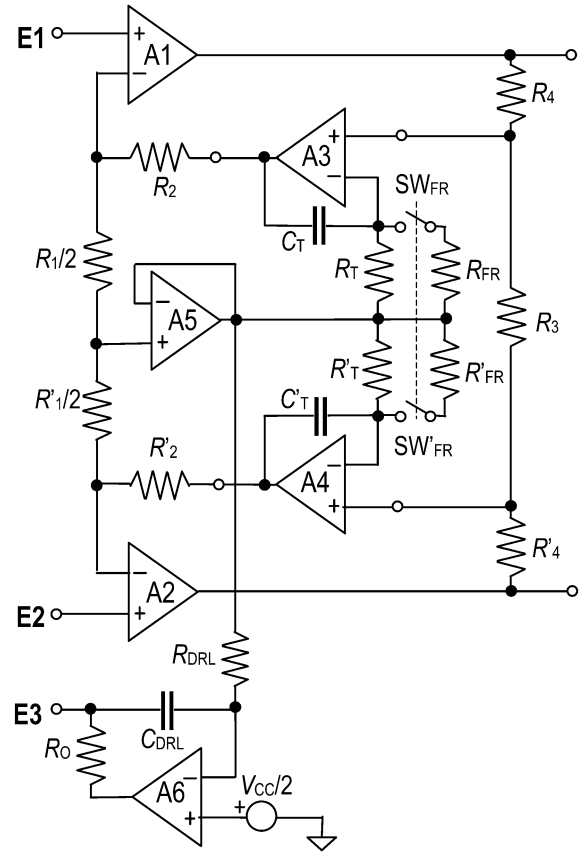 E1
+
A1
−
R4
R2
A3
+
−
SWFR
CT
RT
RFR
R1/2
−
A5
+
R3
R'1/2
R'T
R'FR
C'T
SW'FR
R'2
A4
−
+
R'4
−
A2
E2
+
RDRL
E3
CDRL
RO
A6
−
+
+
VCC/2